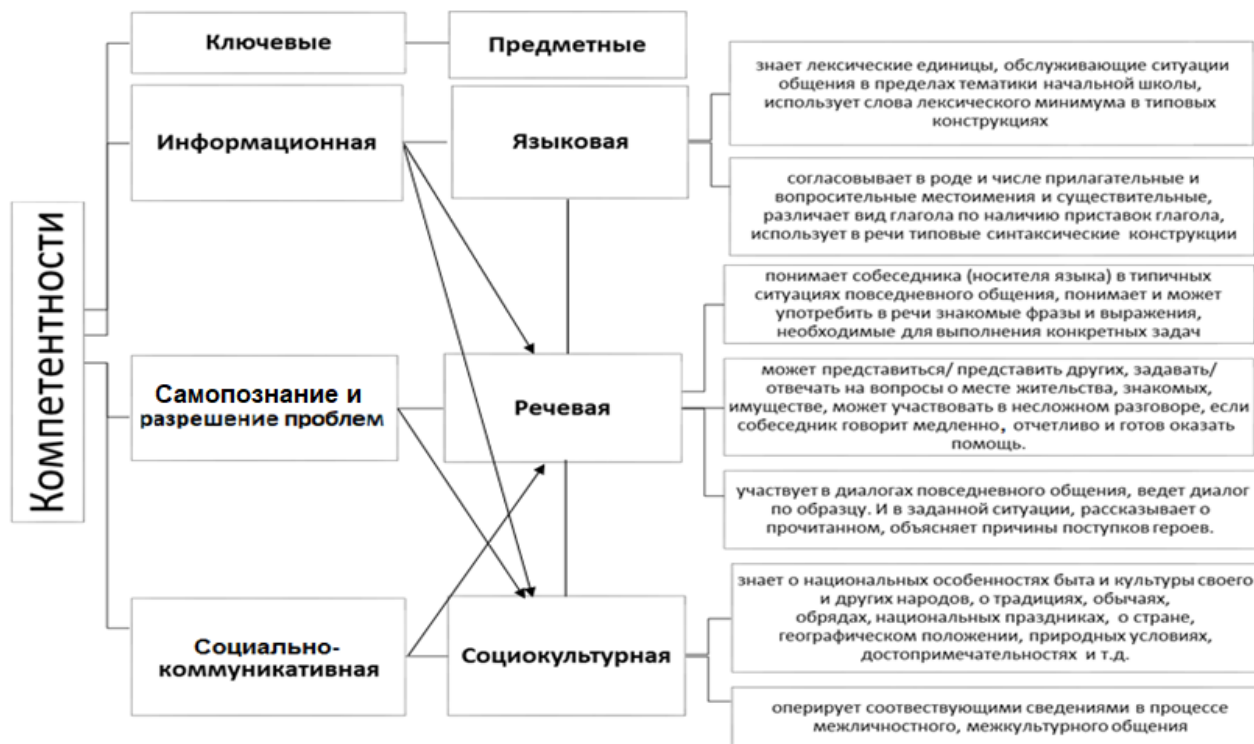 Компетентности
Ключевые
Предметные
Информационная
Языковая
знает лексические единицы, обслуживающие ситуации
общения в пределах тематики начальной школы,
использует слова лексического минимума в типовых
конструкциях
согласовывает в роде и числе прилагательные и
вопросительные местоимения и существительные,
различает вид глагола по наличию приставок глагола,
использует в речи типовые синтаксические конструкции
Самопознание и
разрешение проблем
Речевая
понимает собеседника (носителя языка) в типичных
ситуациях повседневного общения, понимает и может
употребить в речи знакомые фразы и выражения,
необходимые для выполнения конкретных задач
может представиться/ представить других, задавать/
отвечать на вопросы о месте жительства, знакомых,
имуществе, может участвовать в несложном разговоре, если
собеседник говорит медленно, отчетливо и готов оказать
помощь.
участвует в диалогах повседневного общения, ведет диалог
по образцу. И в заданной ситуации, рассказывает о
прочитанном, объясняет причины поступков героев.
Социально-
коммуникативная
Социокультурная
знает о национальных особенностях быта и культуры своего
и других народов, о традициях, обычаях,
обрядах, национальных праздниках, о стране,
географическом положении, природных условиях,
достопримечательностях и т.д.
оперирует соотвествующими сведениями в процессе
межличностного, межкультурного общения